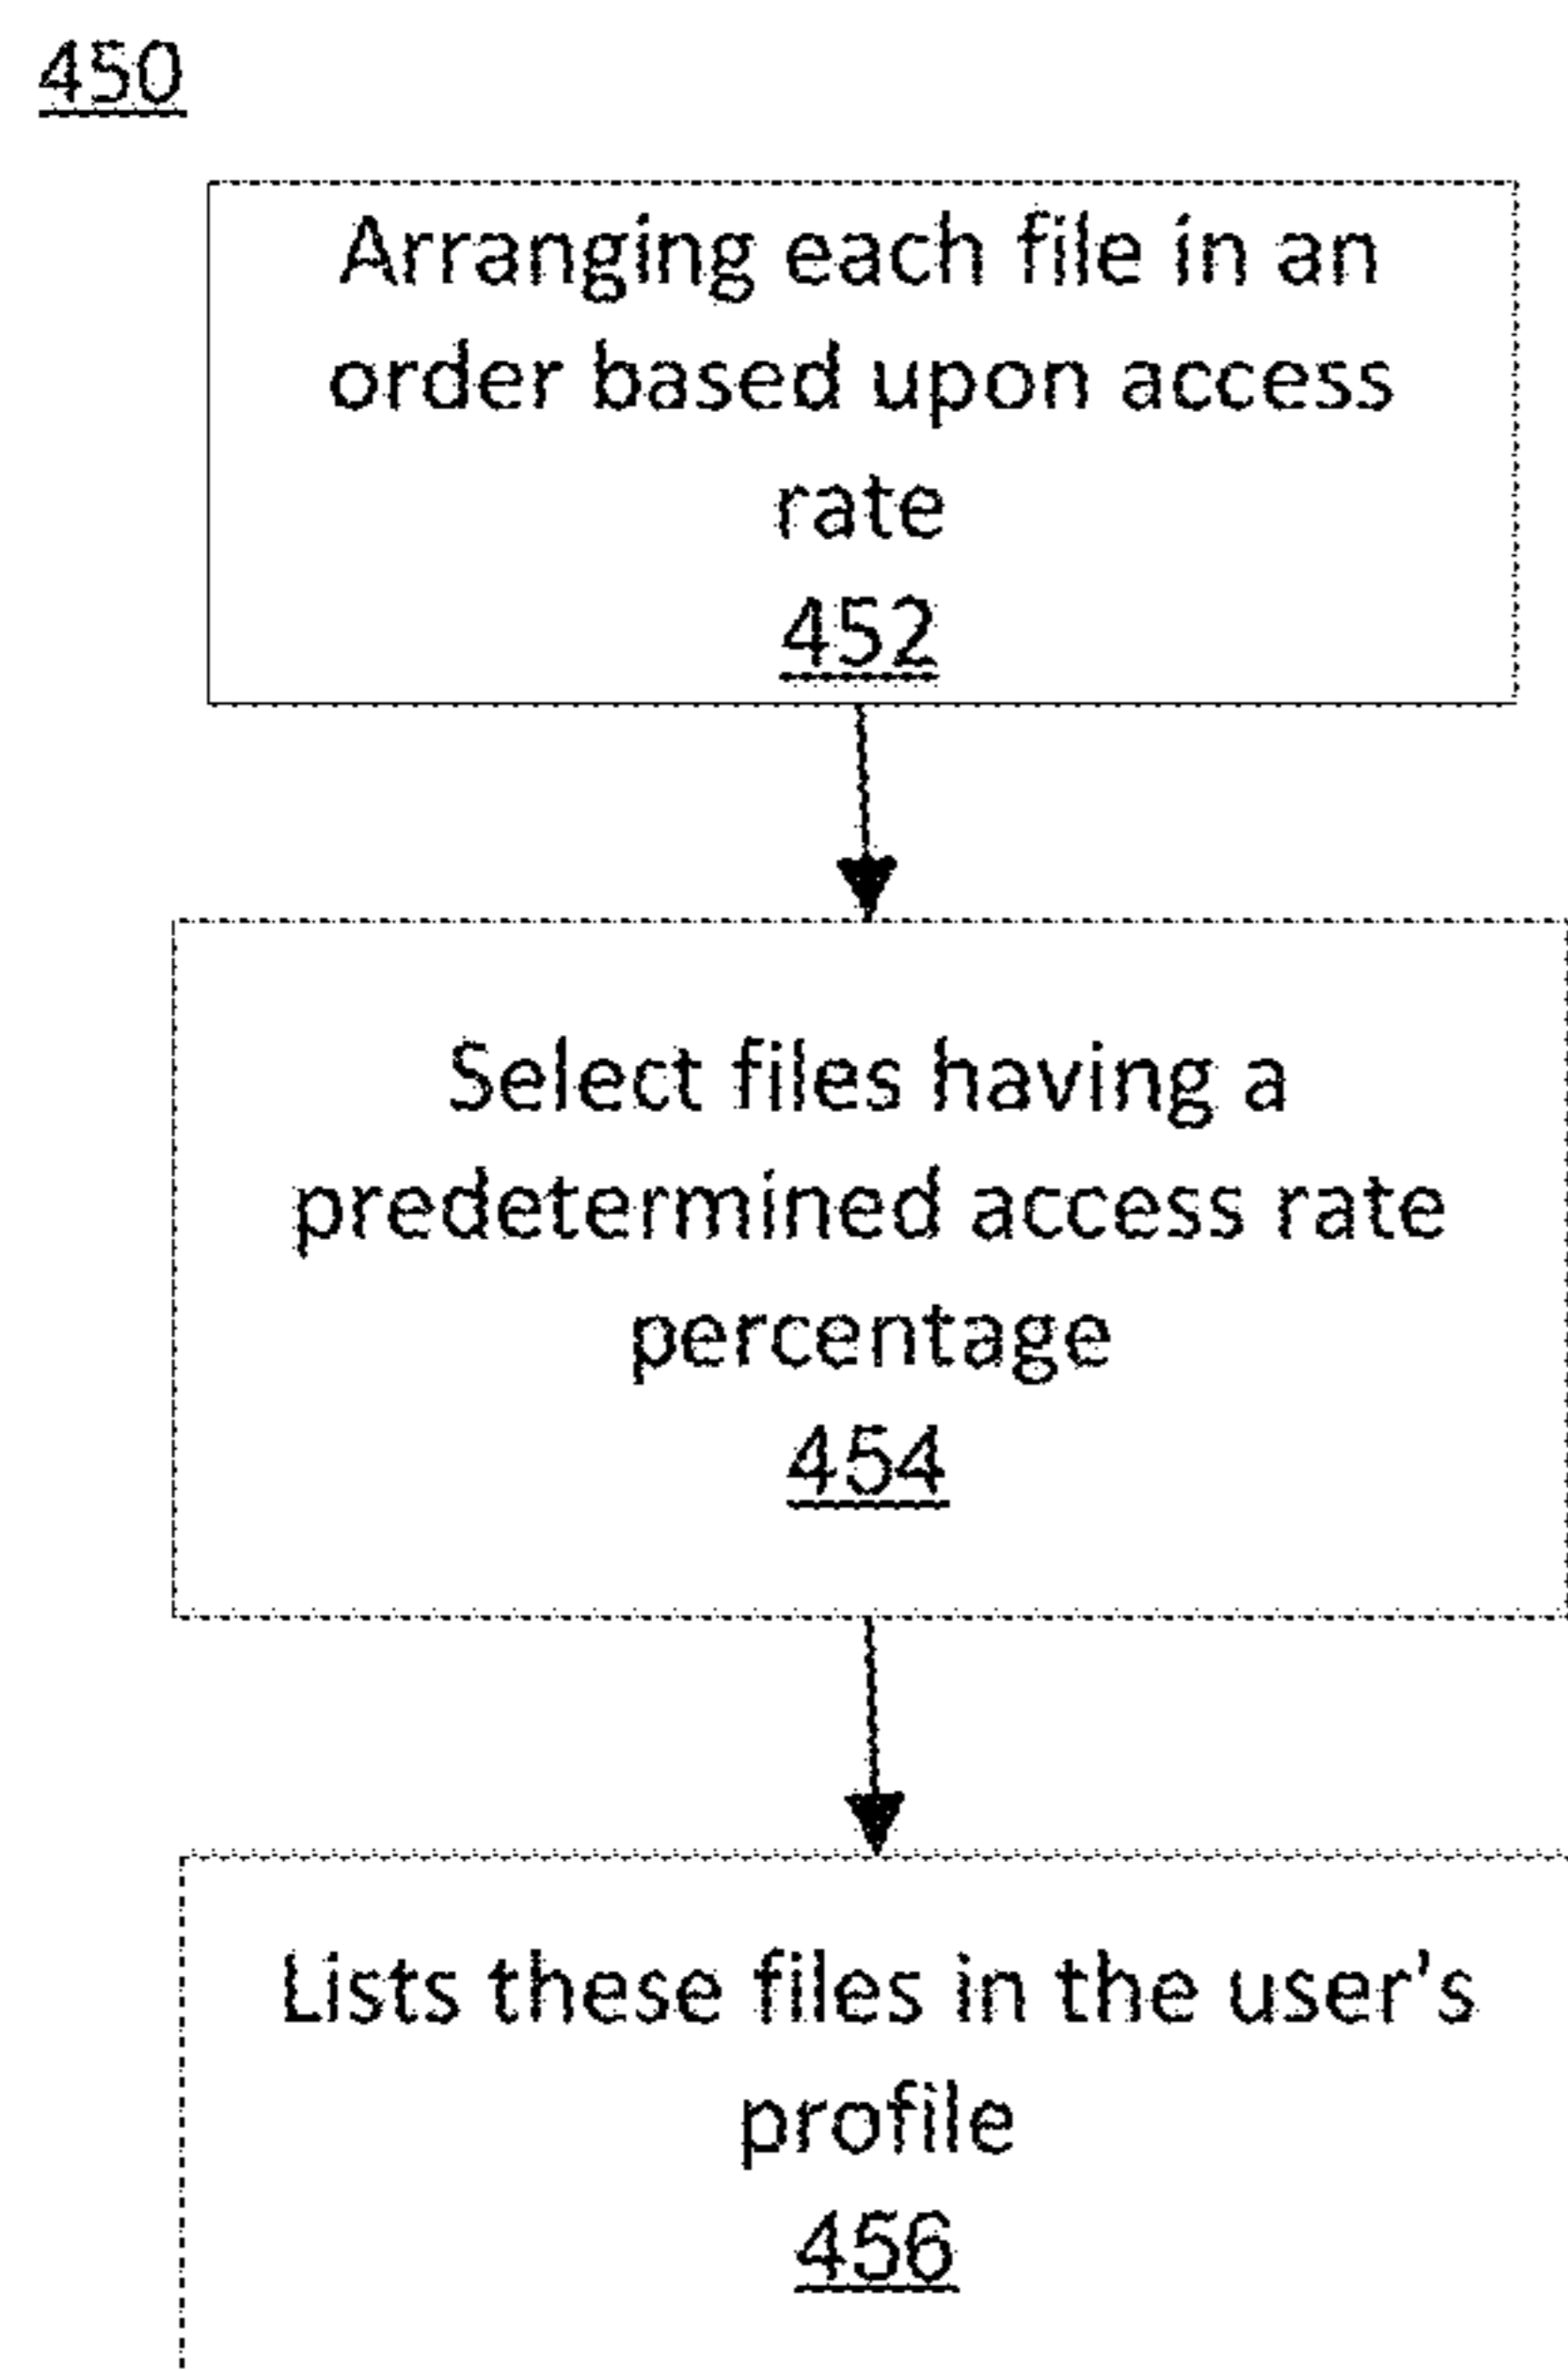 450
Arranging each file in an
order based upon access
rate
452
Select files having a
predetermined access rate
percentage
454
Lists these files in the user's
profile
456